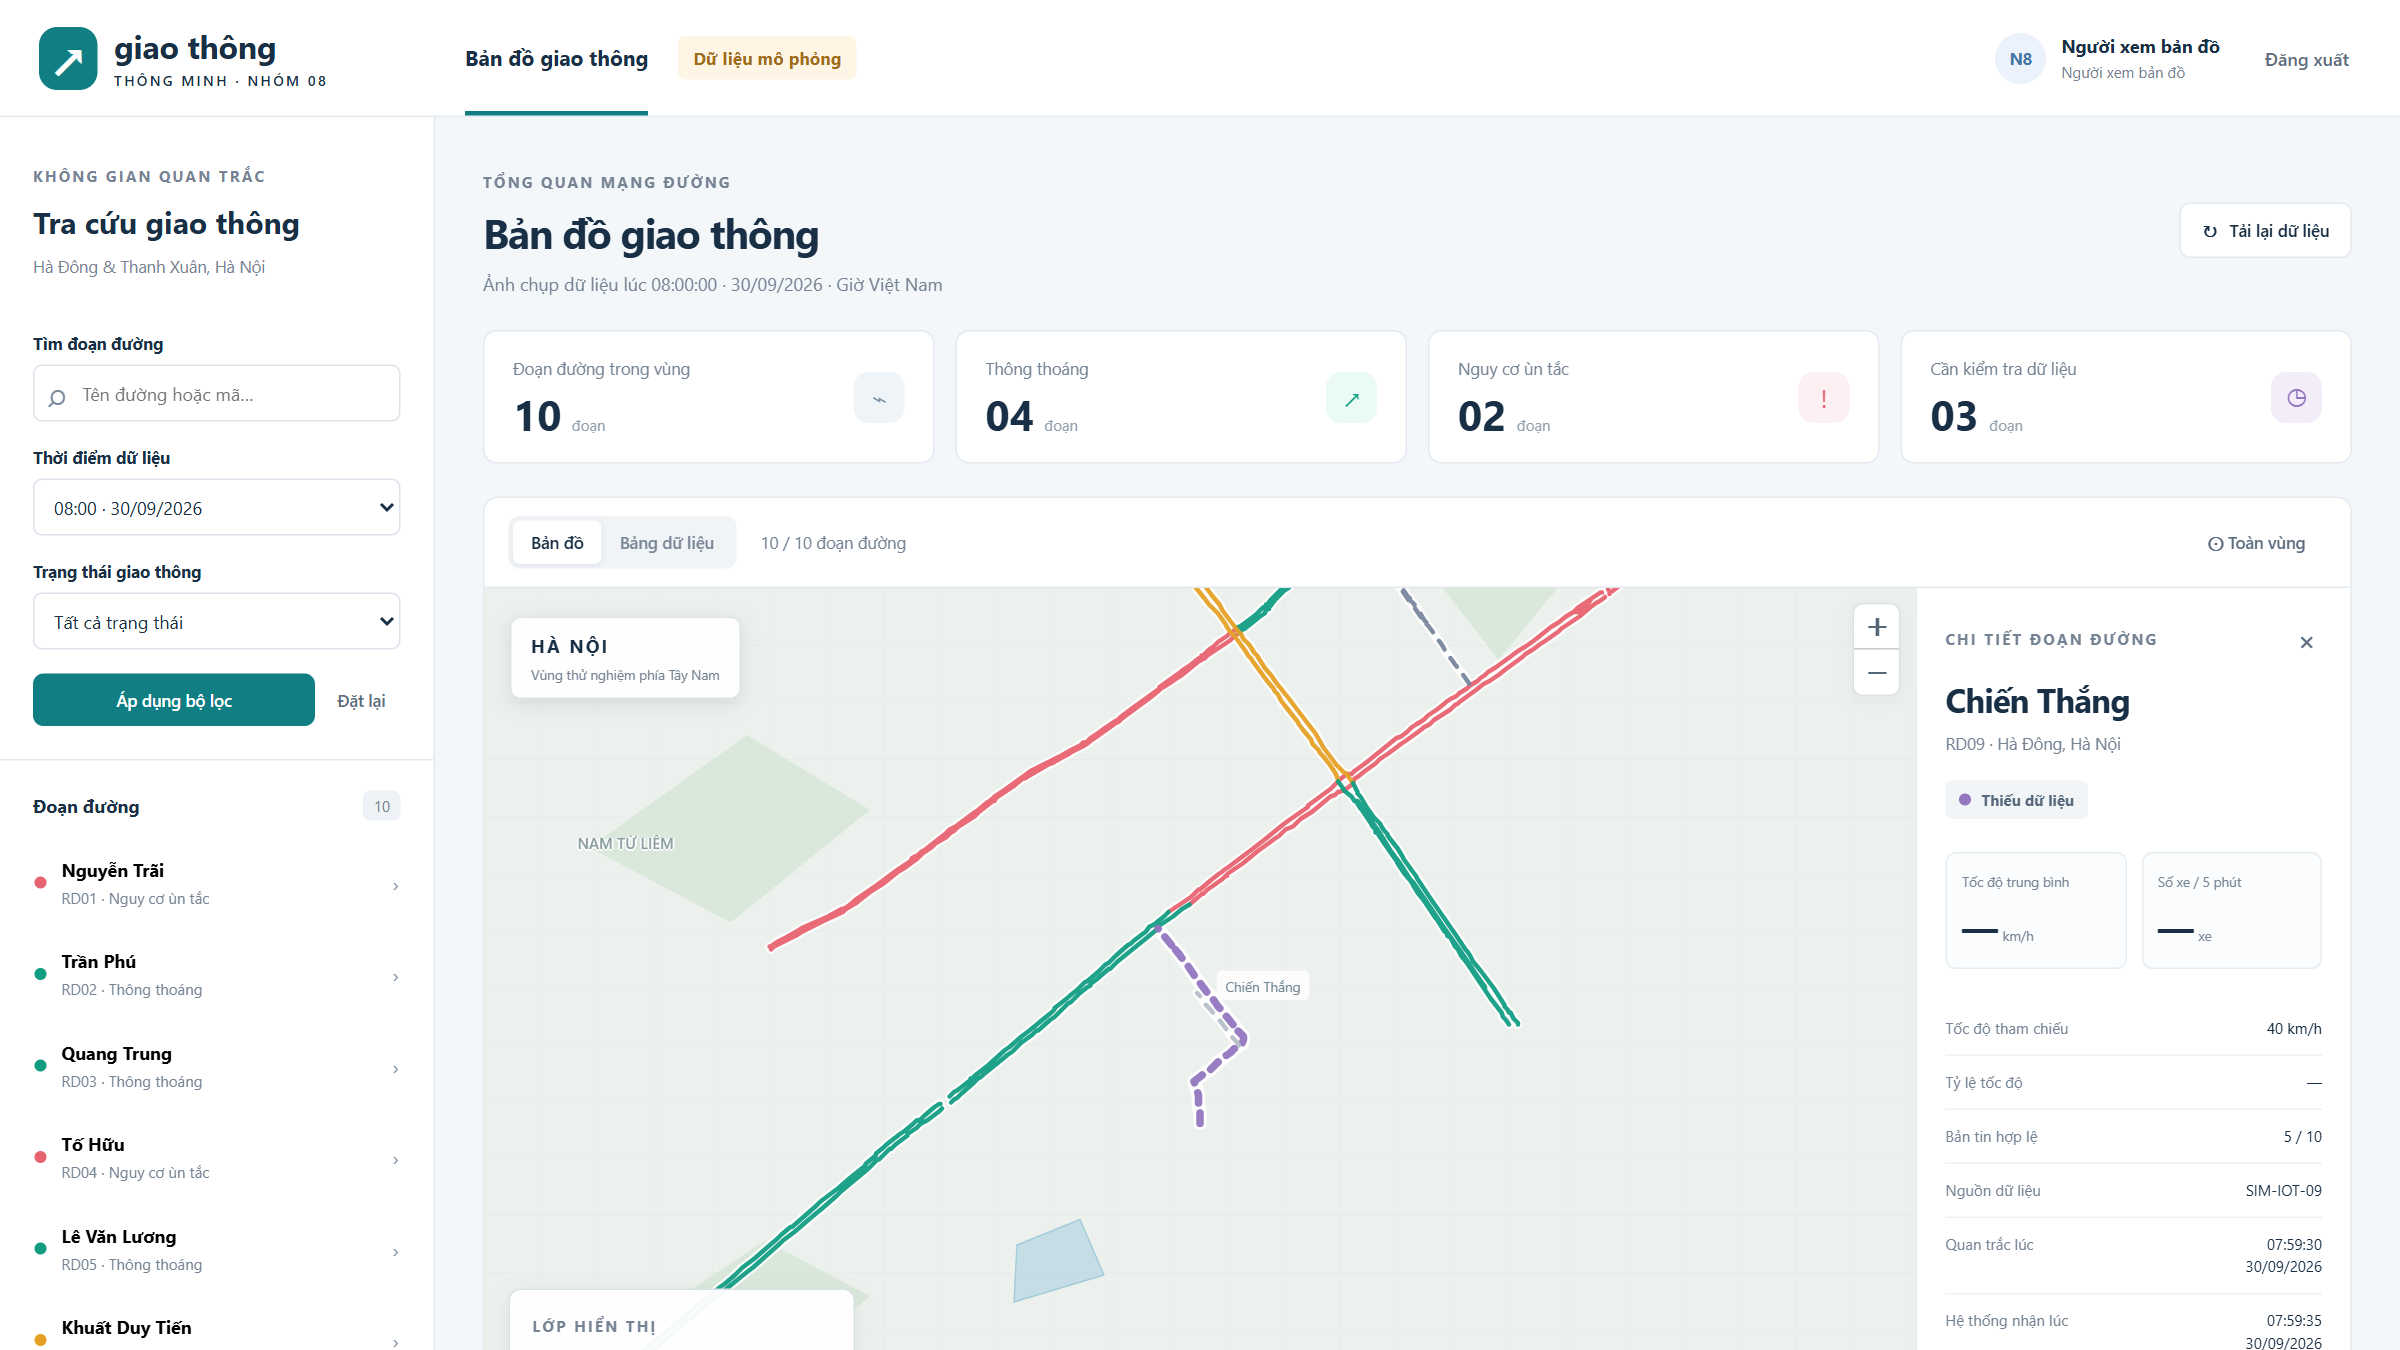 giao thông
THÔNG MINH · NHÓM 08
Bản đồ giao thông
Dữ liệu mô phỏng
N8
Người xem bản đồ
Người xem bản đồ
Đăng xuất
KHÔNG GIAN QUAN TRẮC
Tra cứu giao thông
Hà Đông & Thanh Xuân, Hà Nội
Tìm đoạn đường
Tên đường hoặc mã...
Thời điểm dữ liệu
08:00 · 30/09/2026
Trạng thái giao thông
Tất cả trạng thái
Áp dụng bộ lọc
Đặt lại
Đoạn đường
10
Nguyễn Trãi
RD01 · Nguy cơ ùn tắc
Trần Phú
RD02 · Thông thoáng
Quang Trung
RD03 · Thông thoáng
Tố Hữu
RD04 · Nguy cơ ùn tắc
Lê Văn Lương
RD05 · Thông thoáng
Khuất Duy Tiến
TỔNG QUAN MẠNG ĐƯỜNG
Bản đồ giao thông
Ảnh chụp dữ liệu lúc 08:00:00 · 30/09/2026 · Giờ Việt Nam
Tải lại dữ liệu
Đoạn đường trong vùng
10 đoạn
Thông thoáng
04 đoạn
Nguy cơ ùn tắc
02 đoạn
Cần kiểm tra dữ liệu
03 đoạn
Bản đồ
Bảng dữ liệu
10 / 10 đoạn đường
Toàn vùng
HÀ NỘI
Vùng thử nghiệm phía Tây Nam
NAM TỪ LIÊM
Chiến Thắng
LỚP HIỂN THỊ
CHI TIẾT ĐOẠN ĐƯỜNG
Chiến Thắng
RD09 · Hà Đông, Hà Nội
Thiếu dữ liệu
Tốc độ trung bình
— km/h
Số xe / 5 phút
— xe
Tốc độ tham chiếu
40 km/h
Tỷ lệ tốc độ
—
Bản tin hợp lệ
5 / 10
Nguồn dữ liệu
SIM-IOT-09
Quan trắc lúc
07:59:30
30/09/2026
Hệ thống nhận lúc
07:59:35
30/09/2026